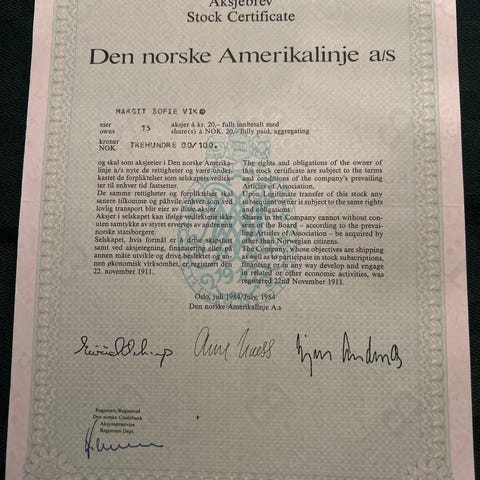 Aksjebrev
Stock Certificate
Den norske Amerikalinje a/s
MARGIT SOFIE VIK
eier 15 aksjer à kr. 20,– fullt innbetalt med
owns share(s) à NOK. 20,– fully paid, aggregating
kroner
NOK. TREHUNDRE 00/100.
og skal som aksjeeier i Den norske Amerika-
linje a/s nyte de rettigheter og være under-
kastet de forpliktelser som selskapets vedtek-
ter til enhver tid fastsetter.
De samme rettigheter og forpliktelser påhvi-
senere tilkomme og påhvile enhver ved
lovlig transport blir eier av disse aksjer.
Aksjer i selskapet kan ifølge vedtektene ikke
uten samtykke av styret erverves av andre enn
norske statsborgere.
Selskapet, hvis formål er å drive skipsfart
samt ved aksjetegning, finansiering eller på
annen måte utvikle og drive beslektet el. an-
nen økonomisk virksomhet, er registrert den
22. november 1911.
The rights and obligations of the owner of
this stock certificate are subject to the terms
and conditions of the company's prevailing
Articles of Association.
Upon Legitimate transfer of this stock any
subsequent owner is subject to the same rights
and obligations.
Shares in the Company cannot without con-
sent of the Board – according to the prevai-
ling Articles of Association – be acquired by
other than Norwegian citizens.
The Company, whose objectives are shipping
as well as to participate in stock subscriptions,
financing or in any way develop and engage
in related or other economic activities, was
registered 22nd November 1911.
Oslo, juli 1984/July, 1984
Den norske Amerikalinje A.s
Registrert/Registered
Den norske Creditbank
Aksjonærservice
Registrars Dept.